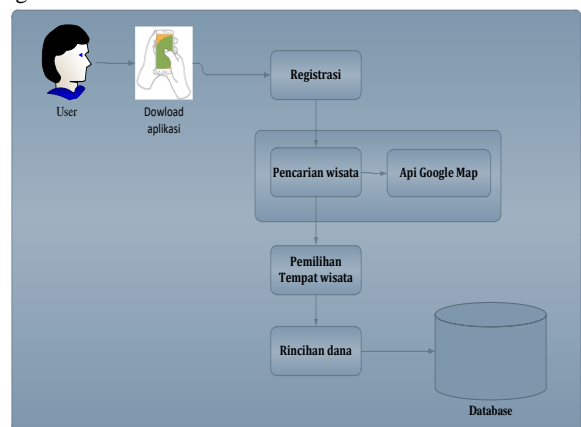 User
Dowload
aplikasi
Registrasi
Pencarian wisata
Api Google Map
Pemilihan
Tempat wisata
Rincihan dana
Database